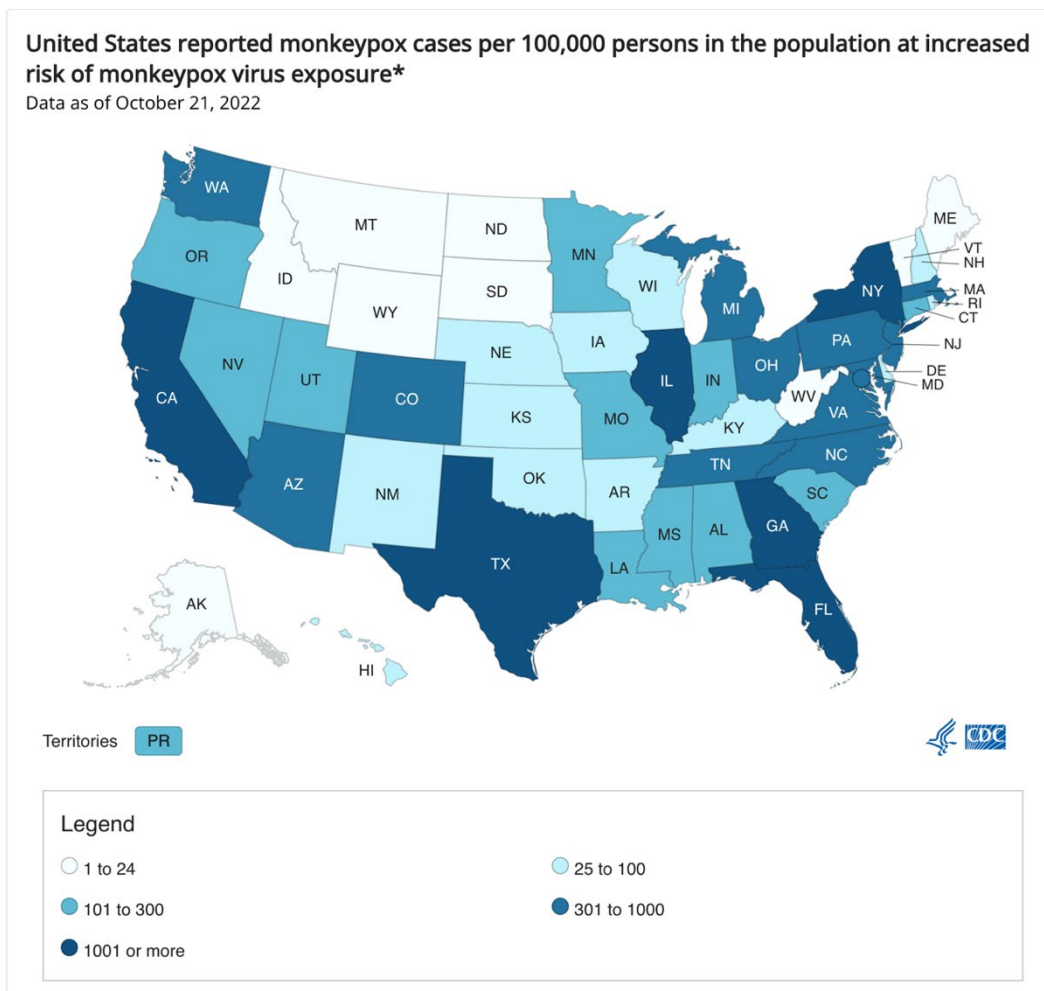 United States reported monkeypox cases per 100,000 persons in the population at increased
risk of monkeypox virus exposure*
Data as of October 21, 2022
WA
MT
ND
MN
ME
VT
NH
OR
ID
SD
WI
NY
MA
RI
CT
WY
MI
NE
IA
PA
NJ
NV
UT
CO
IL
IN
OH
DE
MD
CA
KS
MO
WV
VA
KY
AZ
NM
OK
AR
TN
NC
SC
MS
AL
GA
TX
LA
FL
AK
HI
Territories PR
CDC
Legend
1 to 24
25 to 100
101 to 300
301 to 1000
1001 or more